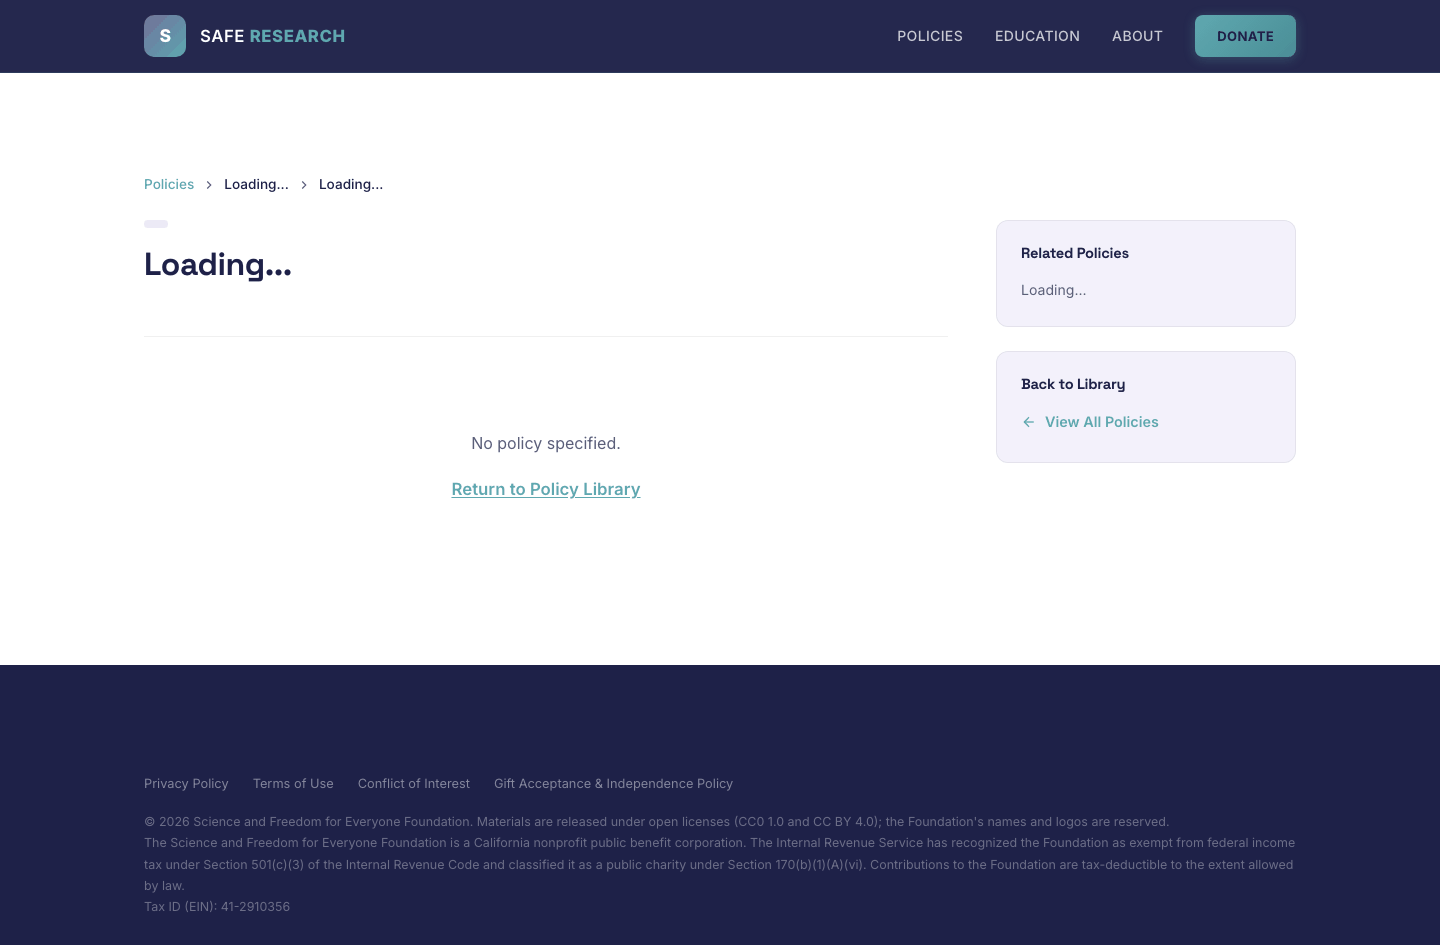 S SAFE RESEARCH POLICIES EDUCATION ABOUT DONATE
Policies > Loading... > Loading...
Loading...
No policy specified.
Return to Policy Library
Related Policies
Loading...
Back to Library
← View All Policies
Privacy Policy Terms of Use Conflict of Interest Gift Acceptance & Independence Policy
© 2026 Science and Freedom for Everyone Foundation. Materials are released under open licenses (CC0 1.0 and CC BY 4.0); the Foundation's names and logos are reserved.
The Science and Freedom for Everyone Foundation is a California nonprofit public benefit corporation. The Internal Revenue Service has recognized the Foundation as exempt from federal income
tax under Section 501(c)(3) of the Internal Revenue Code and classified it as a public charity under Section 170(b)(1)(A)(vi). Contributions to the Foundation are tax-deductible to the extent allowed
by law.
Tax ID (EIN): 41-2910356